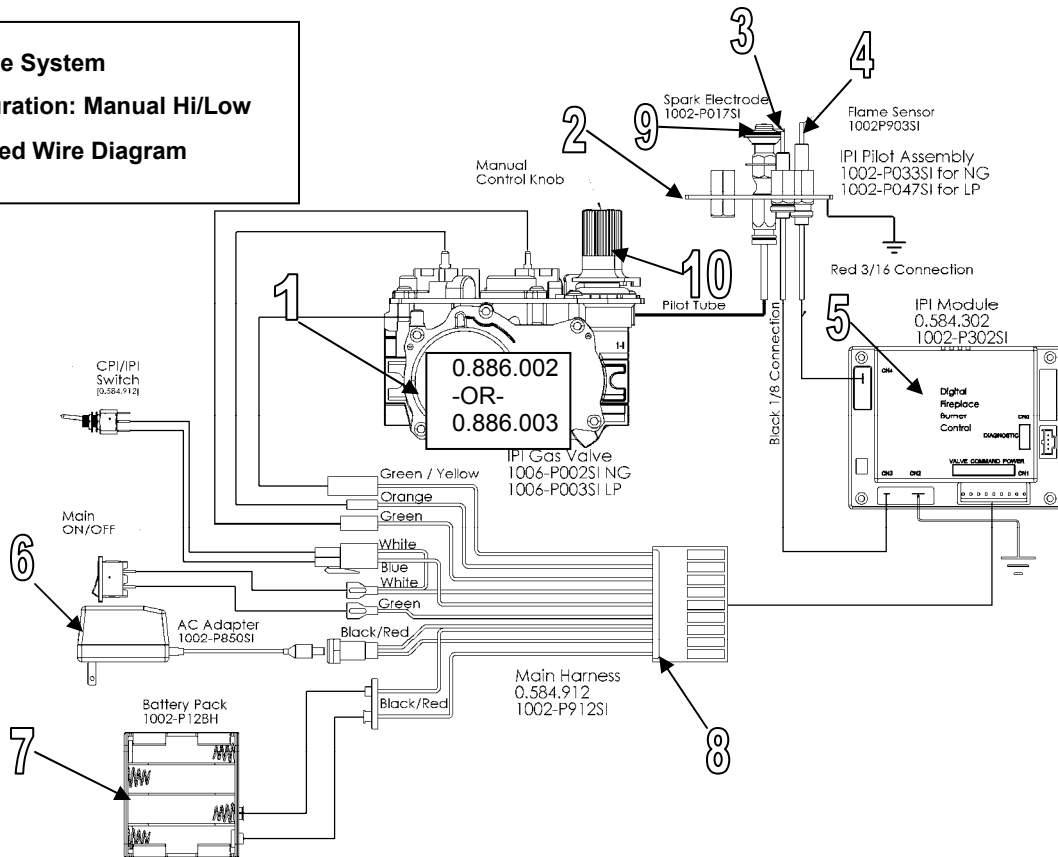 e System
uration: Manual Hi/Low
ed Wire Diagram
3
4
Spark Electrode
1002-P017SI
9
2
Flame Sensor
1002P903SI
IPI Pilot Assembly
1002-P033SI for NG
1002-P047SI for LP
Manual
Control Knob
10
Red 3/16 Connection
Pilot Tube
1
5
IPI Module
0.584.302
1002-P302SI
Black 1/8 Connection
0.886.002
-OR-
0.886.003
IPI Gas Valve
1006-P002SI NG
1006-P003SI LP
CN4
Digital
Fireplace
Burner
Control
DIAGNOSTIC
VALVE COMMAND POWER
CN3
CN2
CN1
CPI/IPI
Switch
[0.584.912]
Green / Yellow
Orange
Green
White
Blue
White
Green
Black/Red
Main
ON/OFF
6
AC Adapter
1002-P850SI
Main Harness
0.584.912
1002-P912SI
8
Black/Red
Battery Pack
1002-P12BH
7